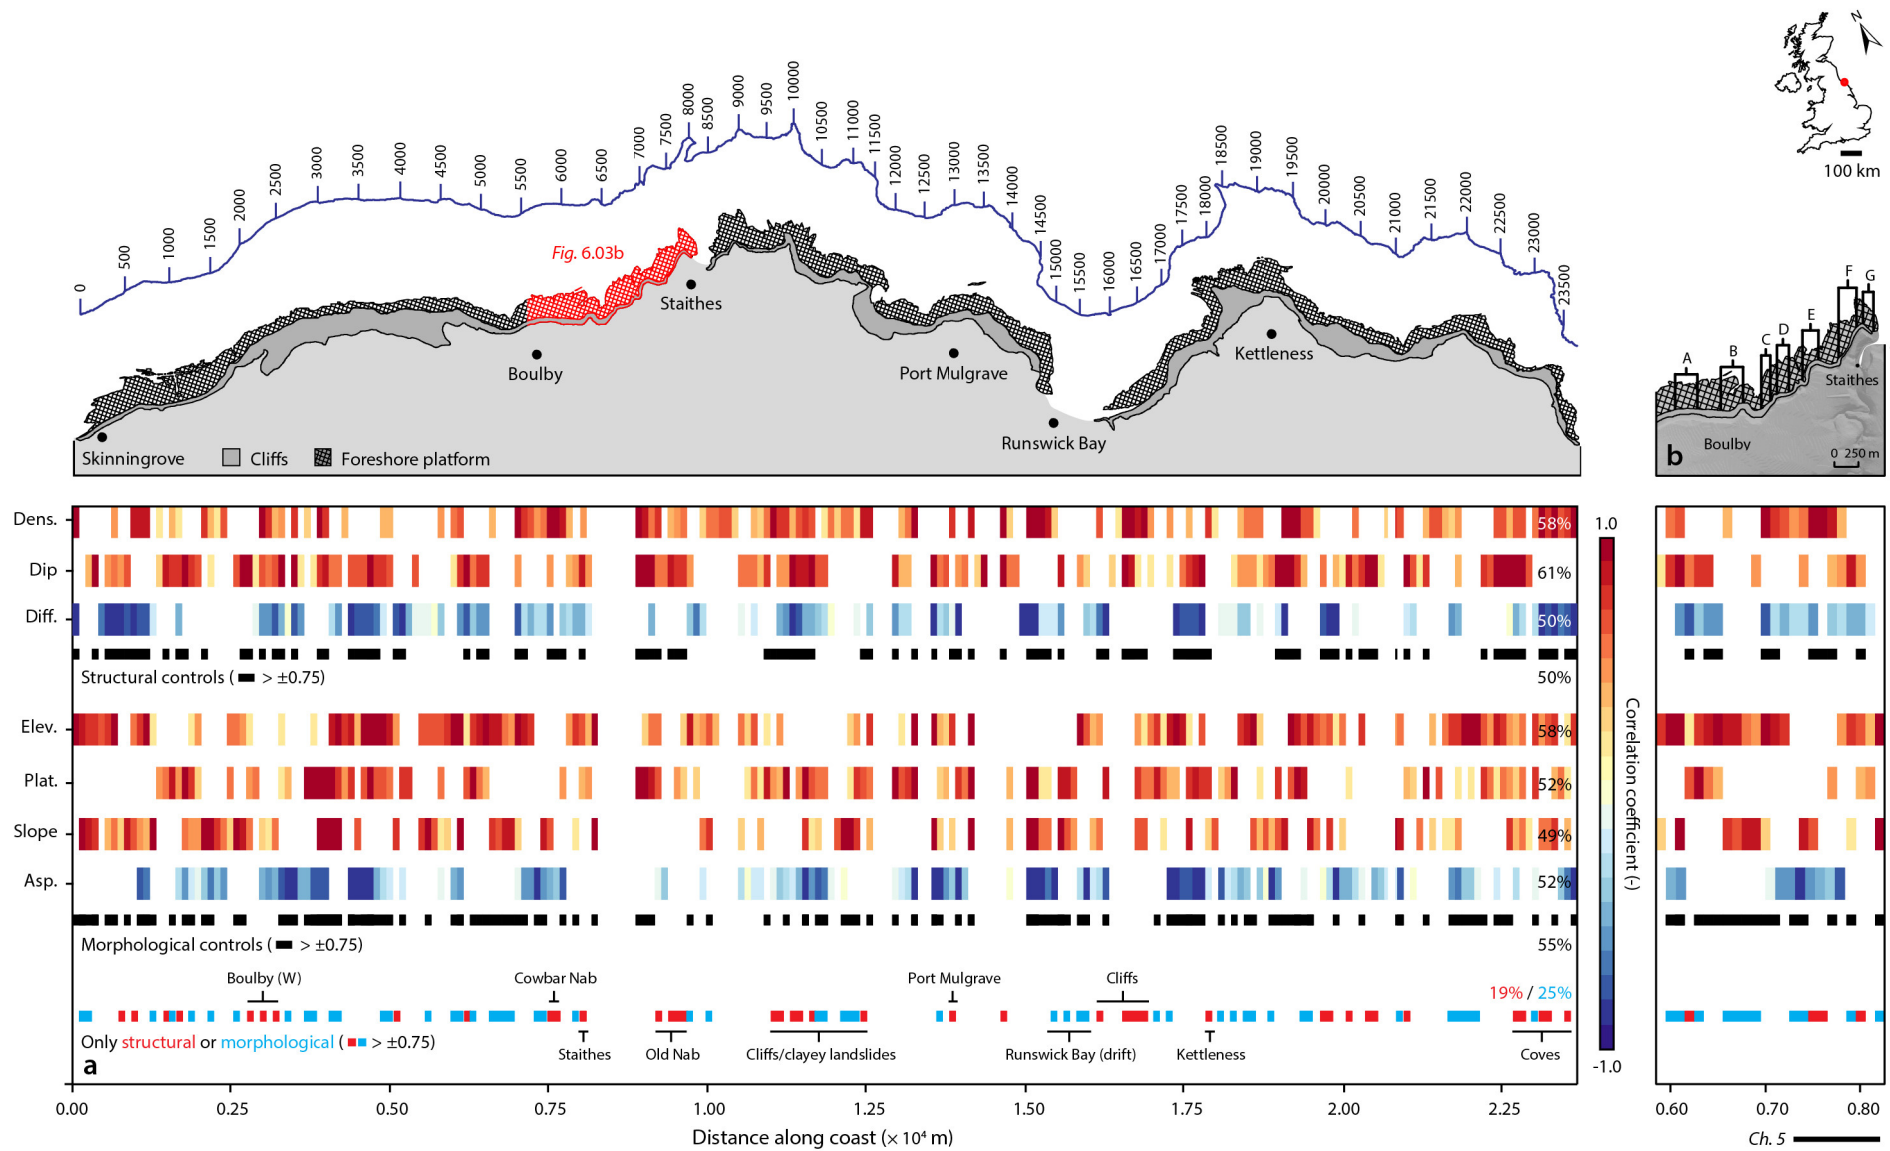 0
500
1000
1500
2000
2500
3000
3500
4000
4500
5000
5500
6000
6500
7000
7500
8000
8500
9000
9500
10000
10500
11000
11500
12000
12500
13000
13500
14000
14500
15000
15500
16000
16500
17000
17500
18000
18500
19000
19500
20000
20500
21000
21500
22000
22500
23000
23500
N
100 km
Fig. 6.03b
Staithes
Boulby
Port Mulgrave
Kettleness
Runswick Bay
Skinningrove
Cliffs
Foreshore platform
A
B
C
D
E
F
G
Staithes
Boulby
b
0 250 m
Dens.
58%
Dip
61%
Diff.
50%
Structural controls ( > ±0.75)
50%
Elev.
58%
Plat.
52%
Slope
49%
Asp.
52%
Morphological controls ( > ±0.75)
55%
1.0
Correlation coefficient (-)
-1.0
Boulby (W)
Cowbar Nab
Port Mulgrave
Cliffs
19% / 25%
Only structural or morphological ( > ±0.75)
Staithes
Old Nab
Cliffs/clayey landslides
Runswick Bay (drift)
Kettleness
Coves
a
0.00
0.25
0.50
0.75
1.00
1.25
1.50
1.75
2.00
2.25
Distance along coast (× 10⁴ m)
0.60
0.70
0.80
Ch. 5